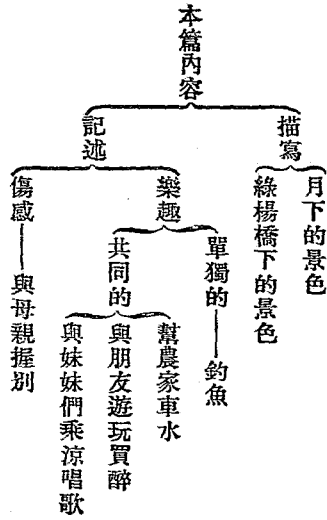 本篇內容
描寫
月下的景色
綠楊橋下的景色
記述
樂趣
單獨的
釣魚
共同的
幫農家車水
與朋友遊玩買醉
與妹妹們乘涼唱歌
傷感
與母親握別